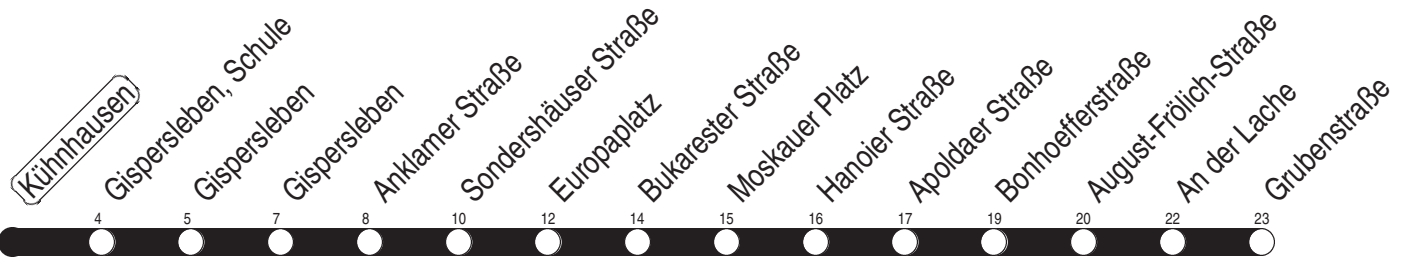 Kühnhausen
Gispersleben, Schule
Gispersleben
Gispersleben
Anklamer Straße
Sondershäuser Straße
Europaplatz
Bukarester Straße
Moskauer Platz
Hanoier Straße
Apoldaer Straße
Bonhoefferstraße
August-Frölich-Straße
An der Lache
Grubenstraße
4 5 7 8 10 12 14 15 16 17 19 20 22 23